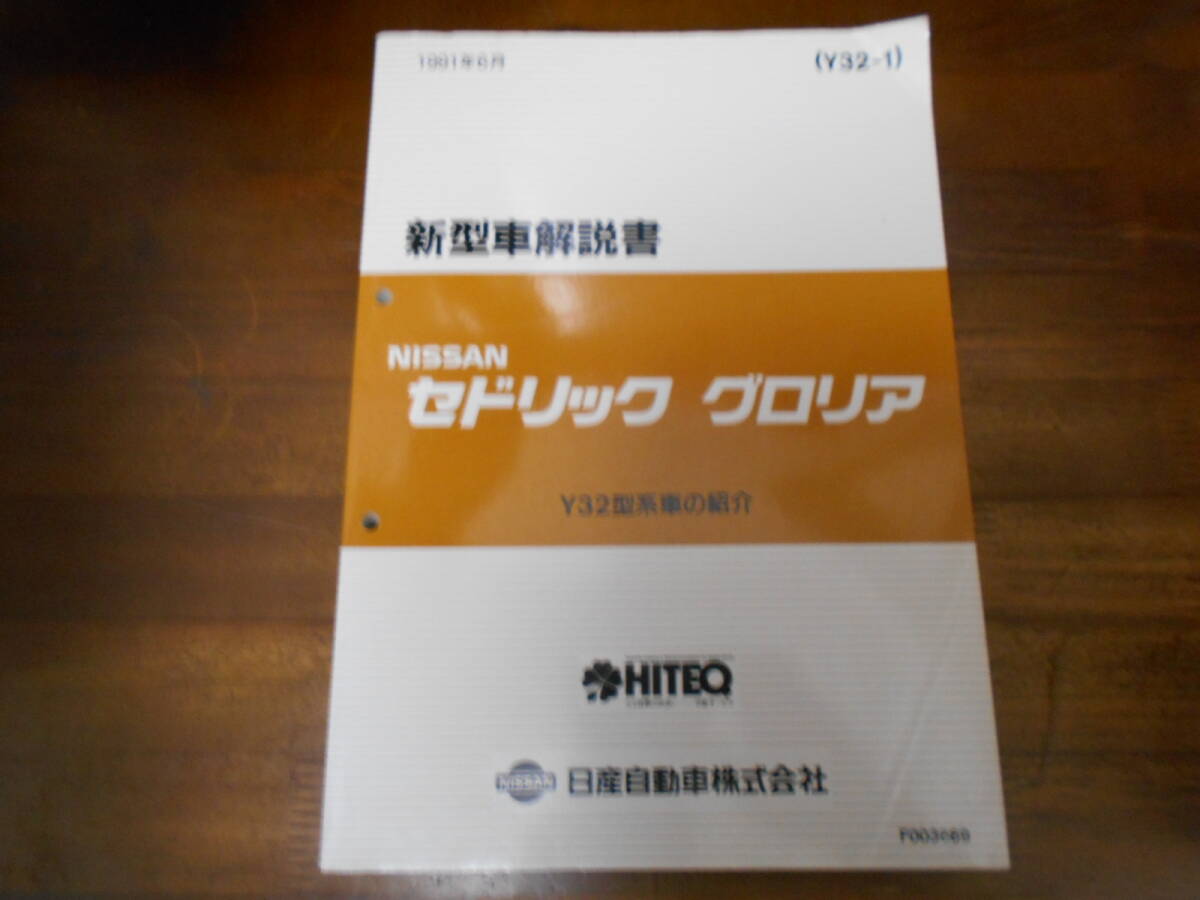 1991年6月
(Y32-1)
新型車解説書
NISSAN
セドリック グロリア
Y32型系車の紹介
HITEQ
NISSAN 日産自動車株式会社